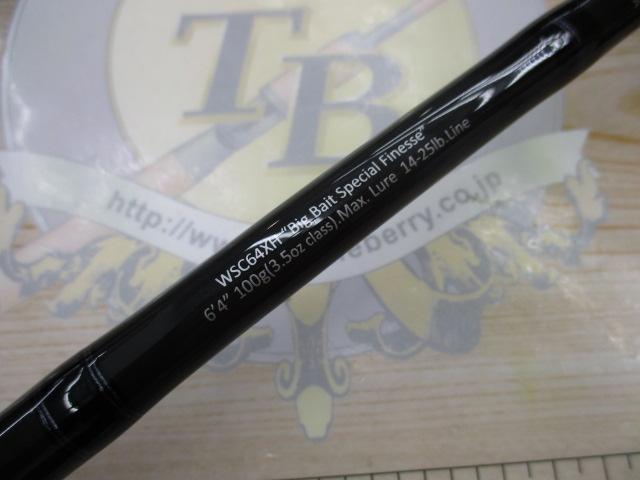 TB
WSC64XH "Big Bait Special Finesse"
6'4" 100g(3.5oz class).Max. Lure 14-25lb.Line
http://www. eberry.co.jp